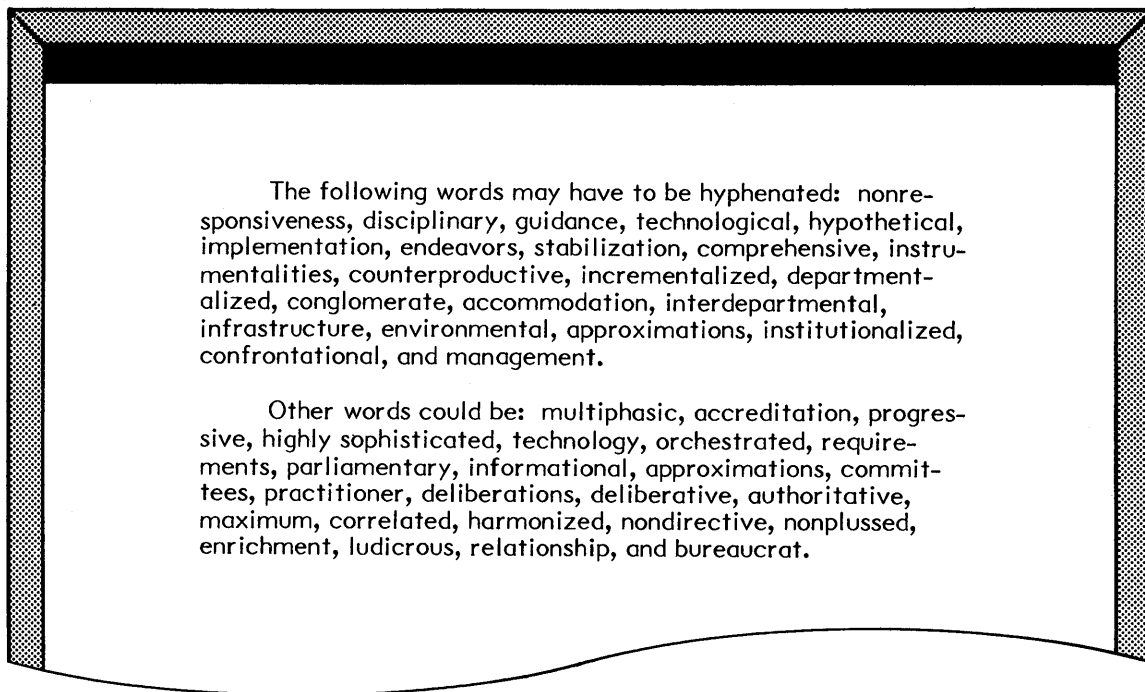 The following words may have to be hyphenated: nonre-
sponsiveness, disciplinary, guidance, technological, hypothetical,
implementation, endeavors, stabilization, comprehensive, instru-
mentalities, counterproductive, incrementalized, department-
alized, conglomerate, accommodation, interdepartmental,
infrastructure, environmental, approximations, institutionalized,
confrontational, and management.
Other words could be: multiphasic, accreditation, progres-
sive, highly sophisticated, technology, orchestrated, require-
ments, parliamentary, informational, approximations, commit-
tees, practitioner, deliberations, deliberative, authoritative,
maximum, correlated, harmonized, nondirective, nonplussed,
enrichment, ludicrous, relationship, and bureaucrat.